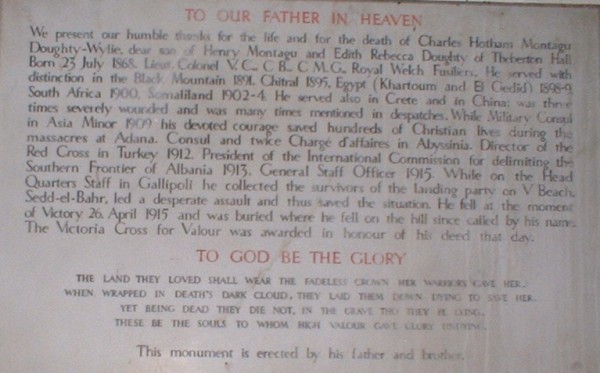 TO OUR FATHER IN HEAVEN
We present our humble thanks for the life and for the death of Charles Hotham Montagu
Doughty-Wylie, dear son of Henry Montagu and Edith Rebecca Doughty of Theberton Hall
Born 23 July 1868. Lieut. Colonel V. C., C B., C. M. G., Royal Welch Fusiliers. He served with
distinction in the Black Mountain 1891, Chitral 1895, Egypt (Khartoum and El Gedid) 1898-9,
South Africa 1900, Somaliland 1902-4. He served also in Crete and in China: was three
times severely wounded and was many times mentioned in despatches. While Military Consul
in Asia Minor 1909 his devoted courage saved hundreds of Christian lives during the
massacres at Adana. Consul and twice Chargé d'affaires in Abyssinia. Director of the
Red Cross in Turkey 1912. President of the International Commission for delimiting the
Southern Frontier of Albania 1913. General Staff Officer 1915. While on the Head
Quarters Staff in Gallipoli he collected the survivors of the landing party on V Beach,
Sedd-el-Bahr, led a desperate assault and thus saved the situation. He fell at the moment
of Victory 26. April 1915 and was buried where he fell on the hill since called by his name.
The Victoria Cross for Valour was awarded in honour of his deed that day.
TO GOD BE THE GLORY
THE LAND THEY LOVED SHALL WEAR THE FADELESS CROWN HER WARRIORS GAVE HER,
WHEN WRAPPED IN DEATH'S DARK CLOUD, THEY LAID THEM DOWN DYING TO SAVE HER.
YET BEING DEAD THEY DIE NOT, IN THE GRAVE THO' THEY BE LYING,
THESE BE THE SOULS TO WHOM HIGH VALOUR GAVE GLORY UNDYING.
This monument is erected by his father and brother.